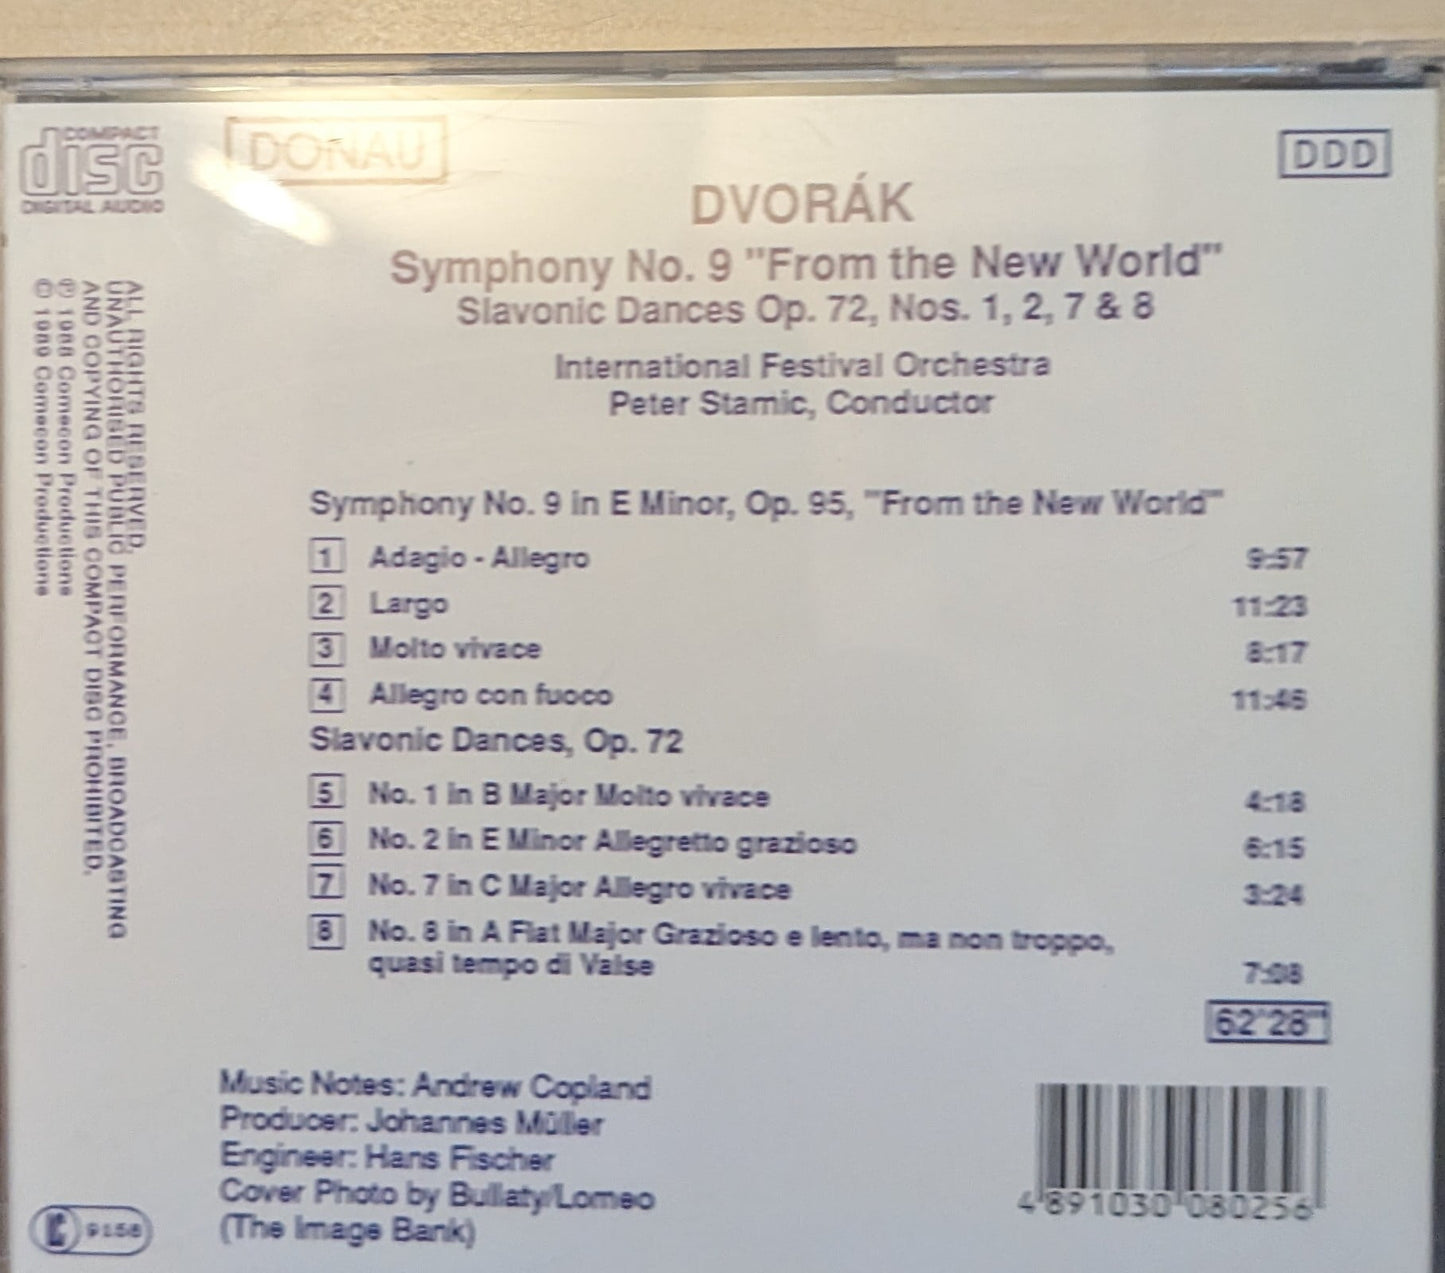 COMPACT
disc
DIGITAL AUDIO
DONAU
DDD
DVORÁK
Symphony No. 9 "From the New World"
Slavonic Dances Op. 72, Nos. 1, 2, 7 & 8
International Festival Orchestra
Peter Stamic, Conductor
Symphony No. 9 in E Minor, Op. 95, "From the New World"
1 Adagio - Allegro 9:57
2 Largo 11:23
3 Molto vivace 8:17
4 Allegro con fuoco 11:46
Slavonic Dances, Op. 72
5 No. 1 in B Major Molto vivace 4:18
6 No. 2 in E Minor Allegretto grazioso 6:15
7 No. 7 in C Major Allegro vivace 3:24
8 No. 8 in A Flat Major Grazioso e lento, ma non troppo,
quasi tempo di Valse 7:08
62'28"
Music Notes: Andrew Copland
Producer: Johannes Müller
Engineer: Hans Fischer
Cover Photo by Bullaty/Lomeo
(The Image Bank)
4 891030 080256
ALL RIGHTS RESERVED.
UNAUTHORISED PUBLIC PERFORMANCE, BROADCASTING
AND COPYING OF THIS COMPACT DISC PROHIBITED.
℗ 1988 Comecon Productions
© 1989 Comecon Productions
LC 9158